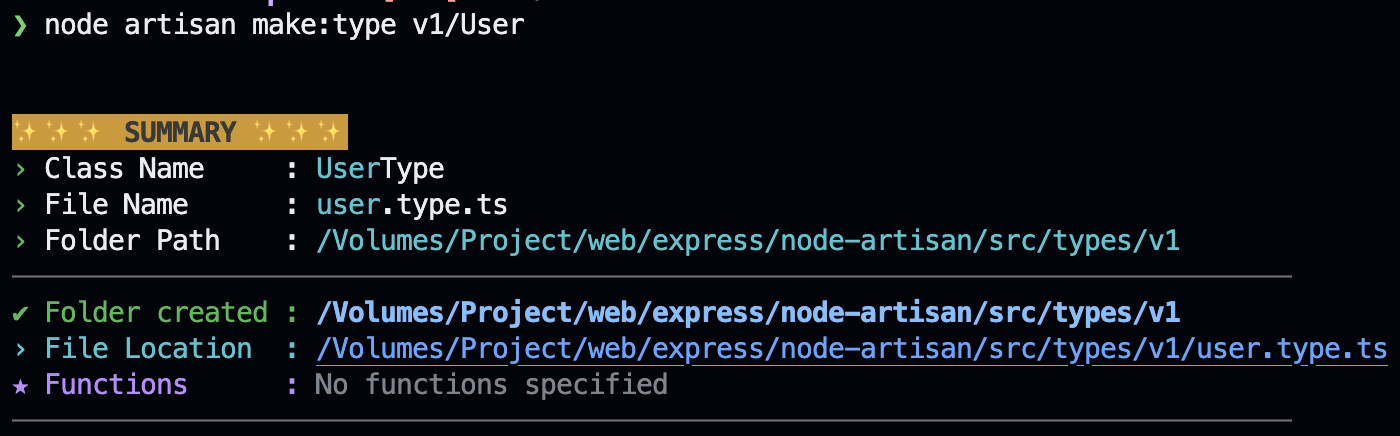 ❯ node artisan make:type v1/User
✨✨✨ SUMMARY ✨✨✨
› Class Name : UserType
› File Name : user.type.ts
› Folder Path : /Volumes/Project/web/express/node-artisan/src/types/v1
✔ Folder created : /Volumes/Project/web/express/node-artisan/src/types/v1
› File Location : /Volumes/Project/web/express/node-artisan/src/types/v1/user.type.ts
★ Functions : No functions specified